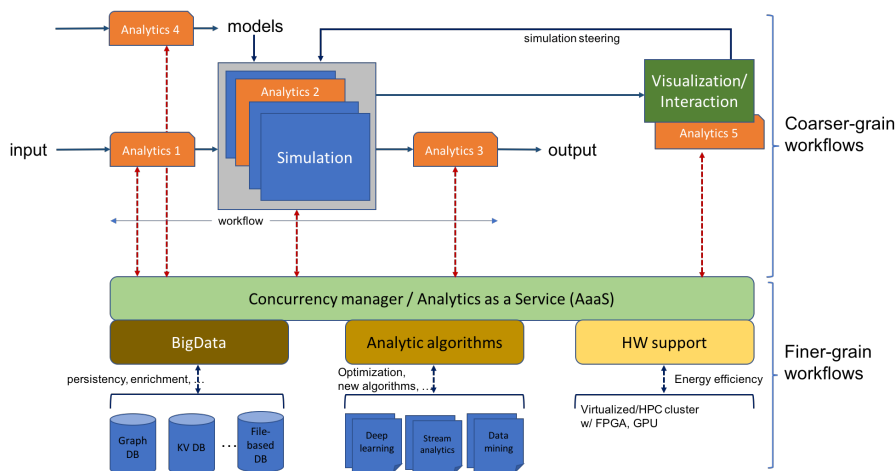 Analytics 4
models
simulation steering
Visualization/
Interaction
Analytics 5
Analytics 2
Simulation
input
Analytics 1
Analytics 3
output
Coarser-grain
workflows
workflow
Concurrency manager / Analytics as a Service (AaaS)
BigData
Analytic algorithms
HW support
Finer-grain
workflows
persistency, enrichment, …
Optimization,
new algorithms, …
Energy efficiency
Graph
DB
KV DB
...
File-
based
DB
Deep
learning
Stream
analytics
Data
mining
Virtualized/HPC cluster
w/ FPGA, GPU